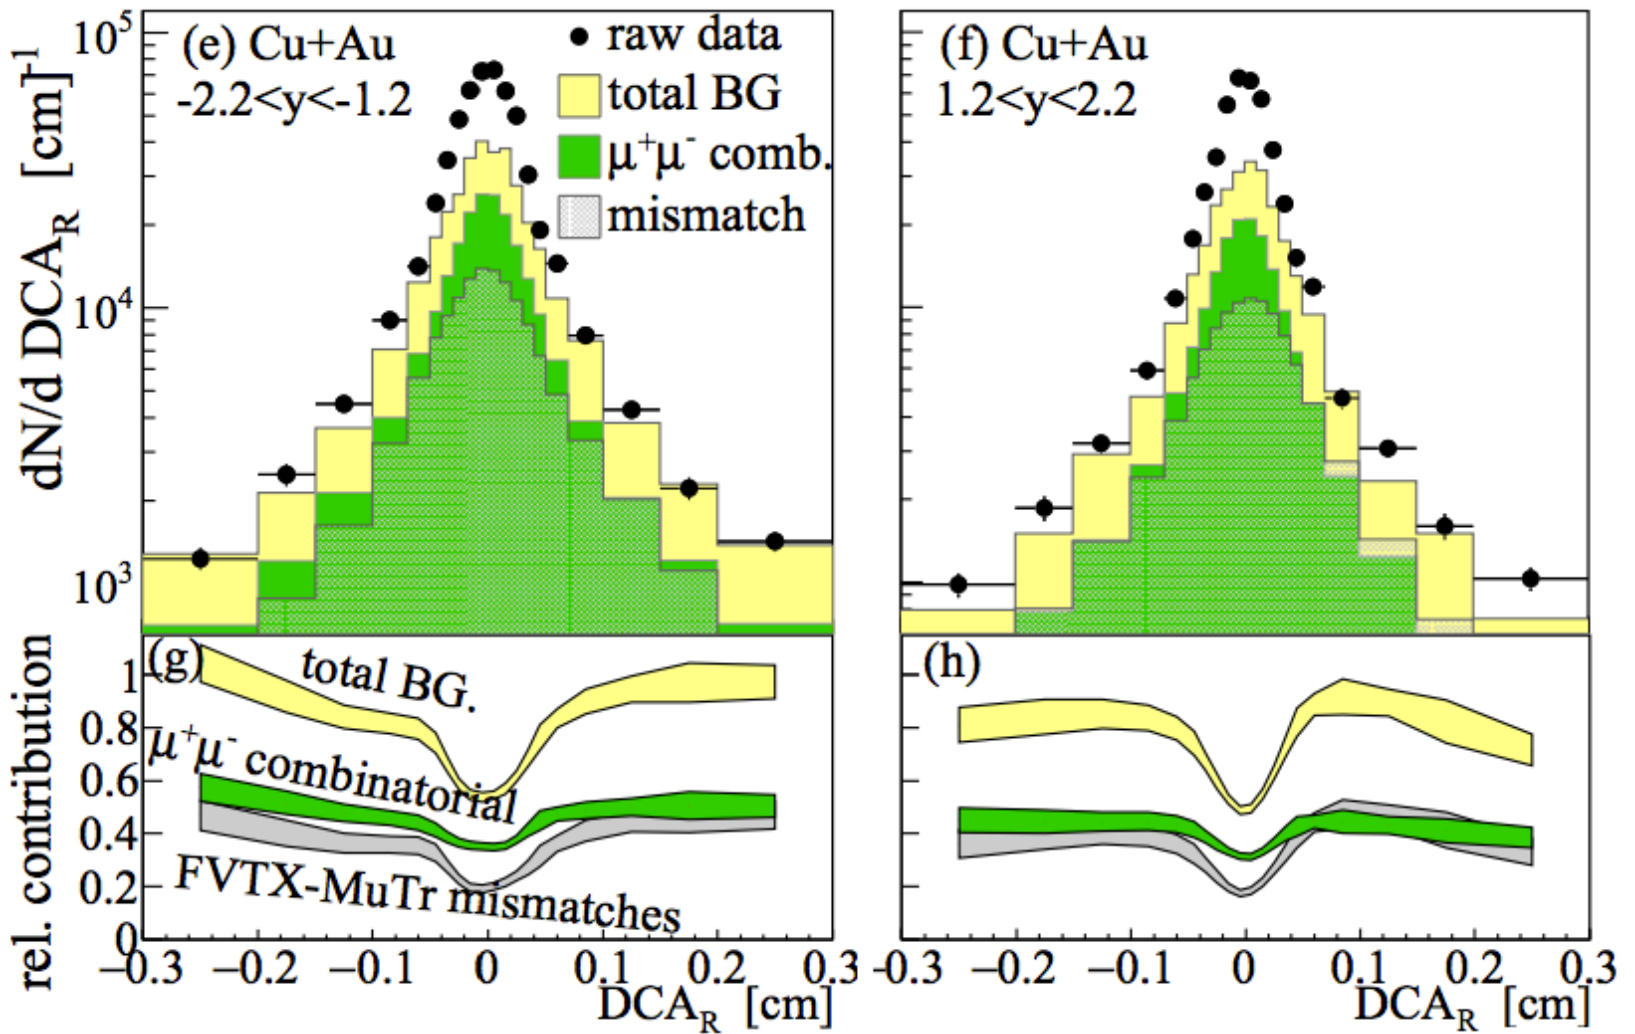 (e) Cu+Au
-2.2<y<-1.2
raw data
total BG
μ⁺μ⁻ comb.
mismatch
(f) Cu+Au
1.2<y<2.2
dN/d DCA_R [cm]⁻¹
10⁵
10⁴
10³
(g)
total BG.
μ⁺μ⁻ combinatorial
FVTX-MuTr mismatches
(h)
rel. contribution
1
0.8
0.6
0.4
0.2
0
−0.3 −0.2 −0.1 0 0.1 0.2 0.3
DCA_R [cm]
-0.3 −0.2 −0.1 0 0.1 0.2 0.3
DCA_R [cm]